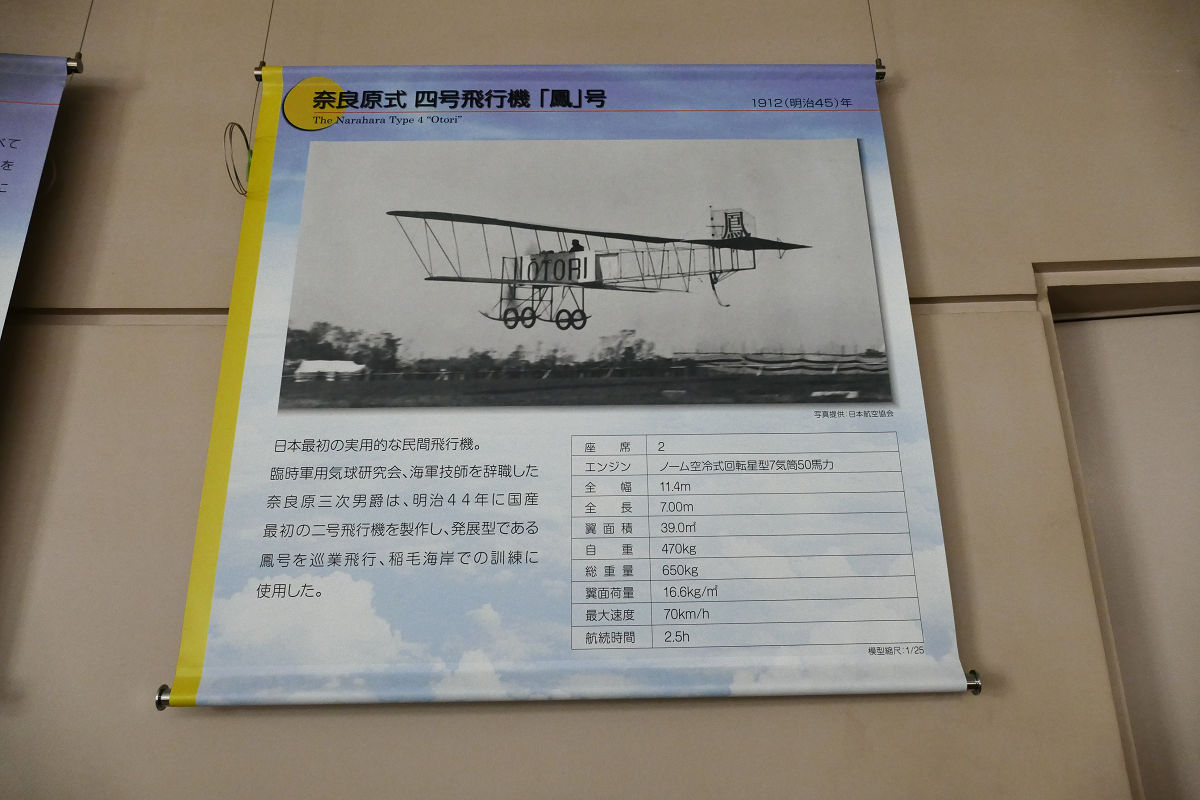 べて
を
に
奈良原式 四号飛行機「鳳」号
1912(明治45)年
The Narahara Type 4 “Otori”
鳳
OTORI
写真提供:日本航空協会
日本最初の実用的な民間飛行機。
臨時軍用気球研究会、海軍技師を辞職した
奈良原三次男爵は、明治44年に国産
最初の二号飛行機を製作し、発展型である
鳳号を巡業飛行、稲毛海岸での訓練に
使用した。
座席 2
エンジン ノーム空冷式回転星型7気筒50馬力
全幅 11.4m
全長 7.00m
翼面積 39.0㎡
自重 470kg
総重量 650kg
翼面荷量 16.6kg/㎡
最大速度 70km/h
航続時間 2.5h
模型縮尺:1/25